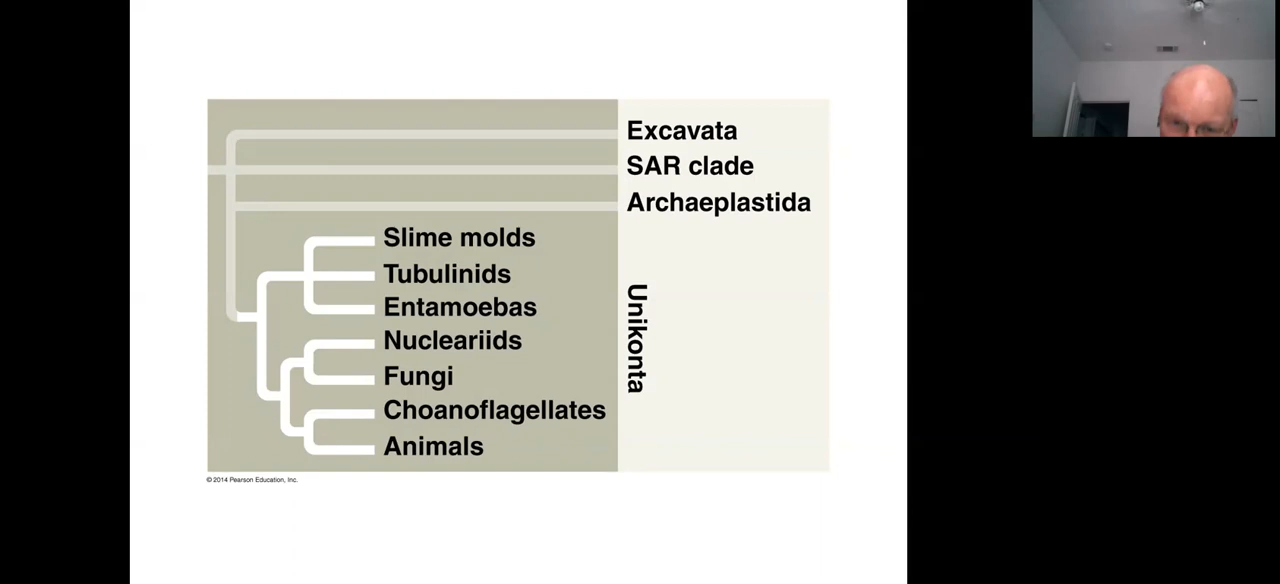 Excavata
SAR clade
Archaeplastida
Slime molds
Tubulinids
Entamoebas
Nucleariids
Fungi
Choanoflagellates
Animals
Unikonta
© 2014 Pearson Education, Inc.